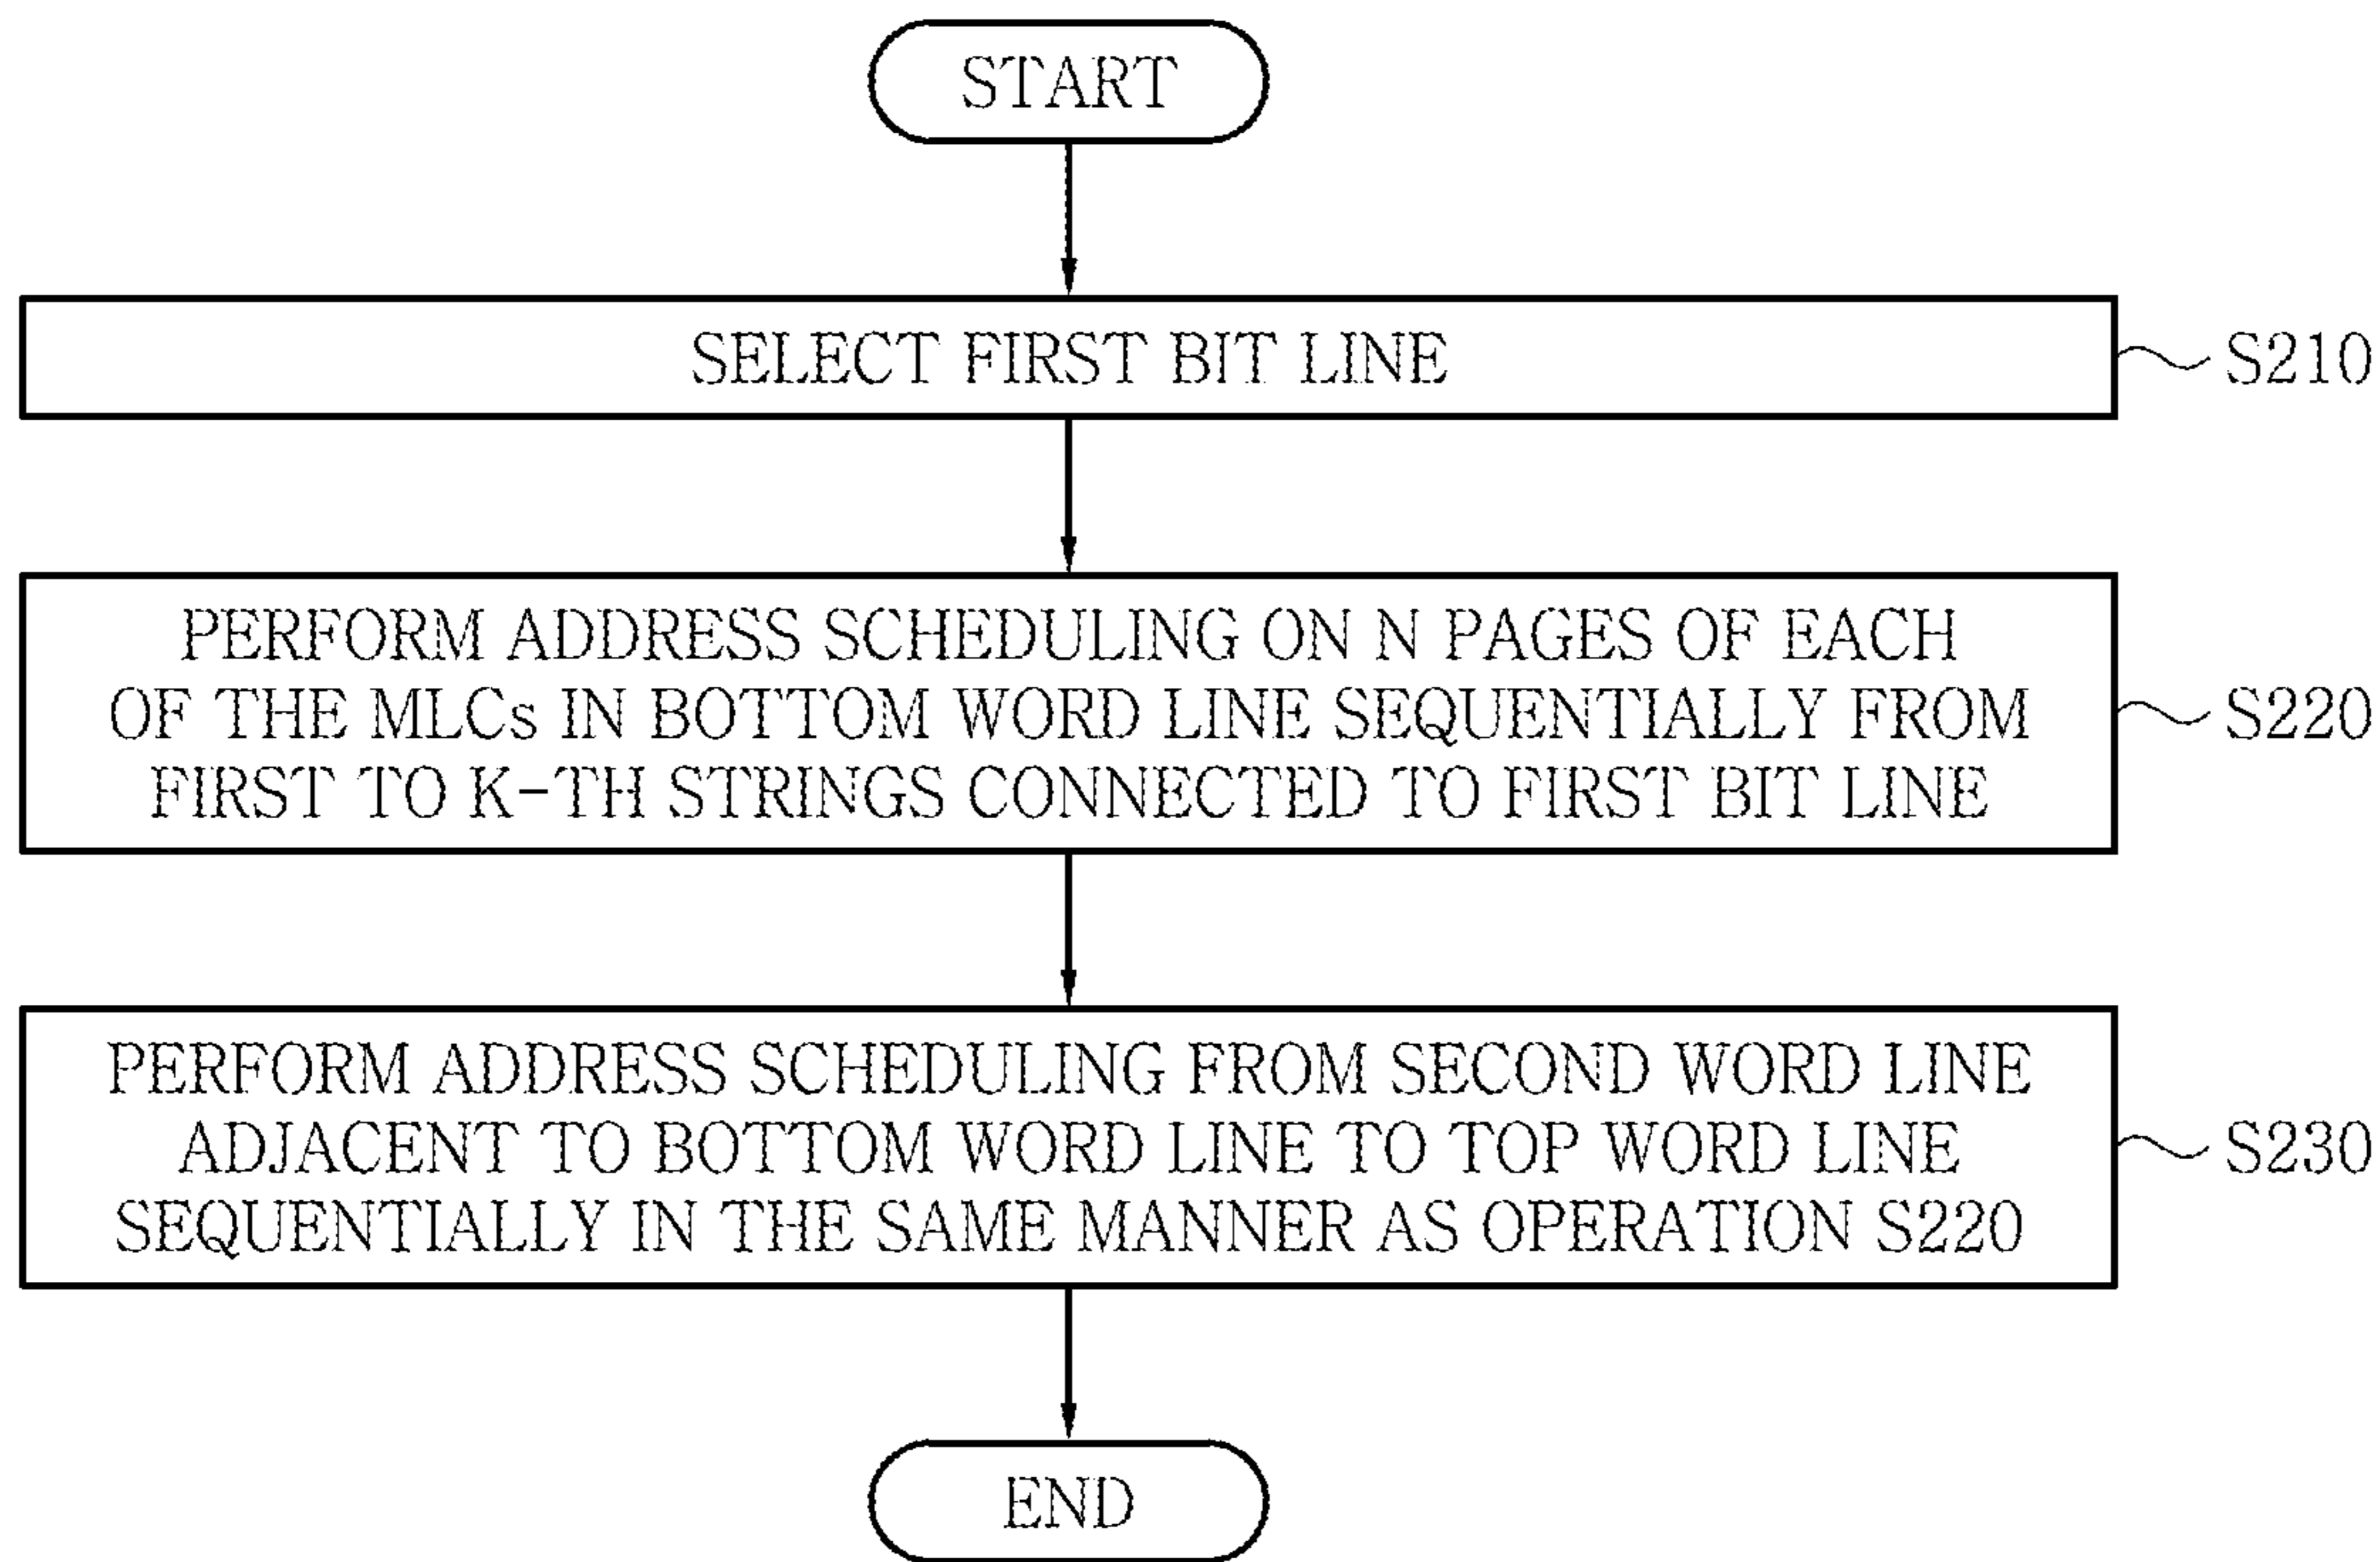 START
SELECT FIRST BIT LINE
S210
PERFORM ADDRESS SCHEDULING ON N PAGES OF EACH
OF THE MLCs IN BOTTOM WORD LINE SEQUENTIALLY FROM
FIRST TO K-TH STRINGS CONNECTED TO FIRST BIT LINE
S220
PERFORM ADDRESS SCHEDULING FROM SECOND WORD LINE
ADJACENT TO BOTTOM WORD LINE TO TOP WORD LINE
SEQUENTIALLY IN THE SAME MANNER AS OPERATION S220
S230
END